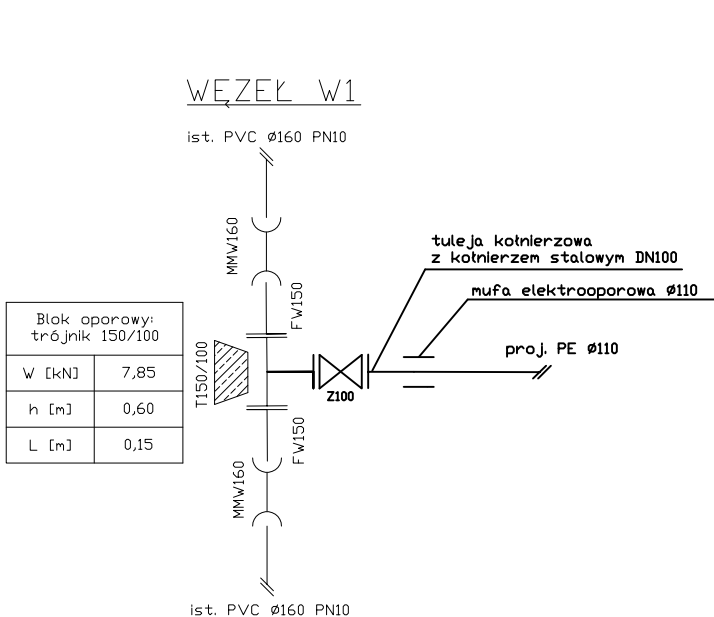 WĘZEŁ W1
ist. PVC Ø160 PN10
MMW160
FW150
tuleja kołnierzowa
z kołnierzem stalowym DN100
mufa elektrooporowa Ø110
proj. PE Ø110
Blok oporowy:
trójnik 150/100
W [kN] 7,85
h [m] 0,60
L [m] 0,15
T150/100
Z100
FW150
MMW160
ist. PVC Ø160 PN10